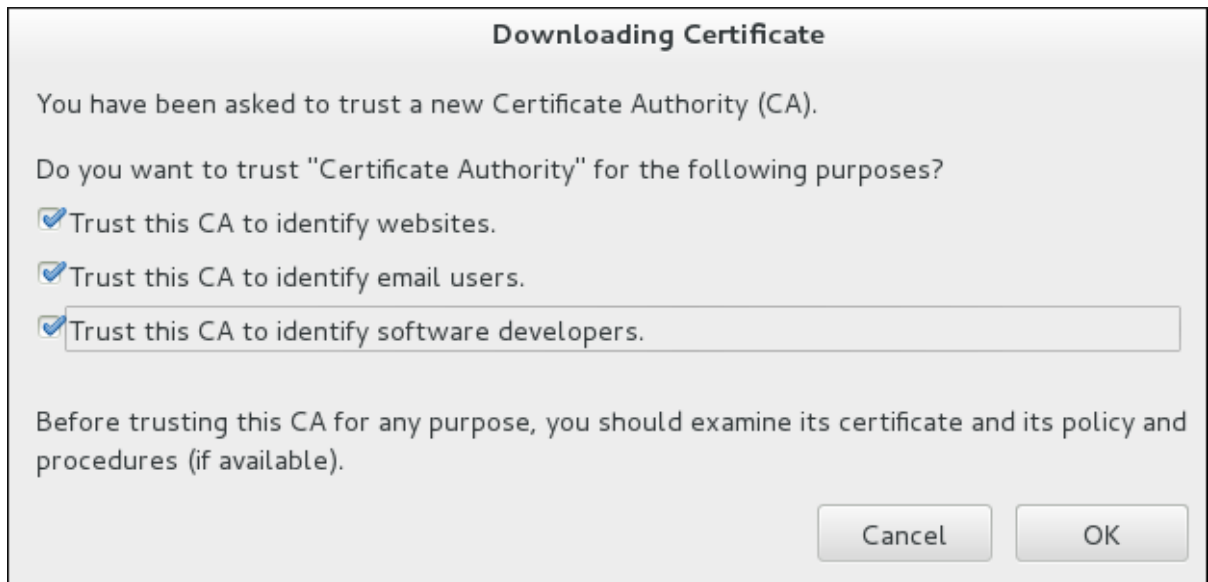 Downloading Certificate
You have been asked to trust a new Certificate Authority (CA).
Do you want to trust "Certificate Authority" for the following purposes?
Trust this CA to identify websites.
Trust this CA to identify email users.
Trust this CA to identify software developers.
Before trusting this CA for any purpose, you should examine its certificate and its policy and
procedures (if available).
Cancel OK